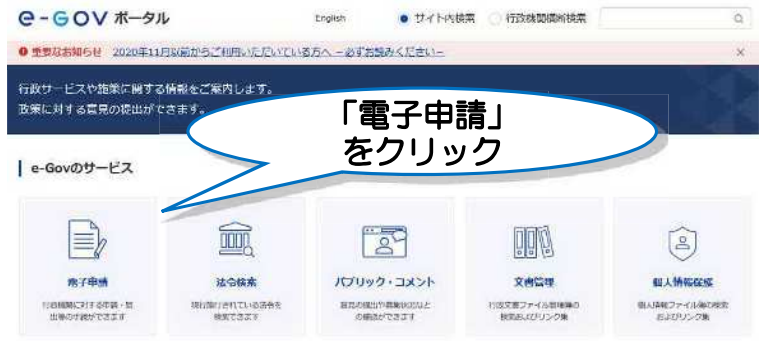 e-GOV ポータル
English
サイト内検索
行政機関横断検索
重要なお知らせ 2020年11月以前からご利用いただいている方へ －必ずお読みください－
行政サービスや施策に関する情報をご案内します。
政策に対する意見の提出ができます。
「電子申請」
をクリック
e-Govのサービス
電子申請
行政機関に対する申請・届
出等の手続ができます
法令検索
現行施行されている法令を
検索できます
パブリック・コメント
意見の提出や募集状況など
の確認ができます
文書管理
行政文書ファイル管理簿の
検索およびリンク集
個人情報保護
個人情報ファイル簿の検索
およびリンク集